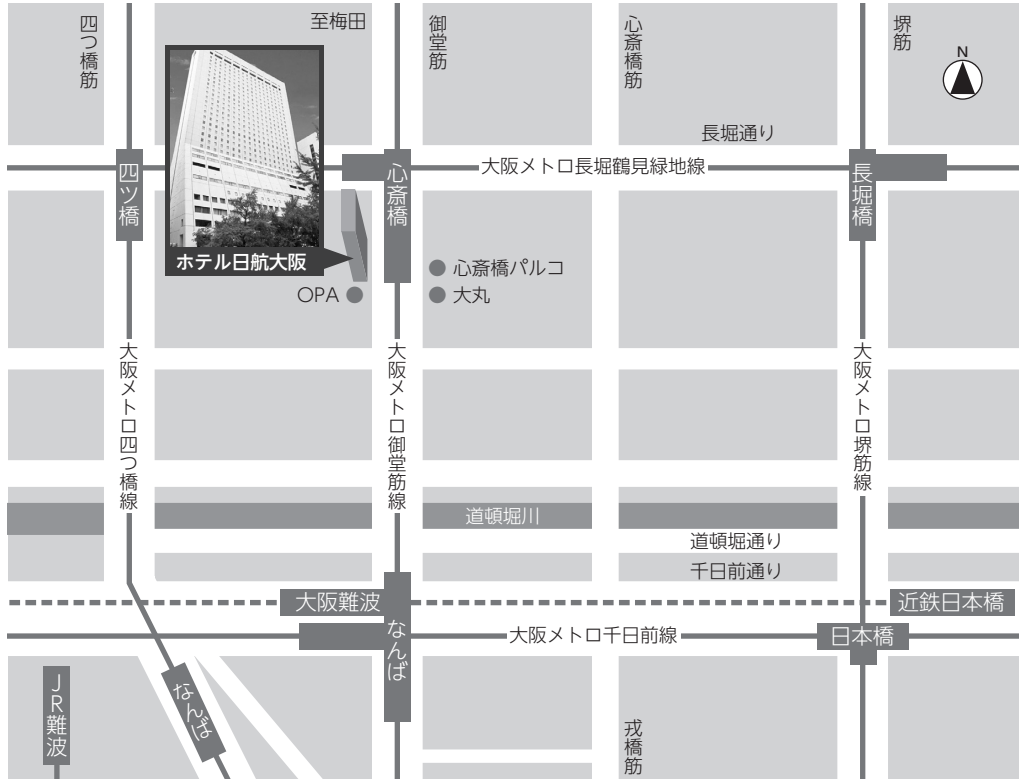 四つ橋筋
至梅田
御堂筋
心斎橋筋
堺筋
N
長堀通り
四ツ橋
心斎橋
大阪メトロ長堀鶴見緑地線
長堀橋
ホテル日航大阪
OPA
心斎橋パルコ
大丸
大阪メトロ四つ橋線
大阪メトロ御堂筋線
大阪メトロ堺筋線
道頓堀川
道頓堀通り
千日前通り
大阪難波
近鉄日本橋
なんば
大阪メトロ千日前線
日本橋
JR難波
なんば
戎橋筋